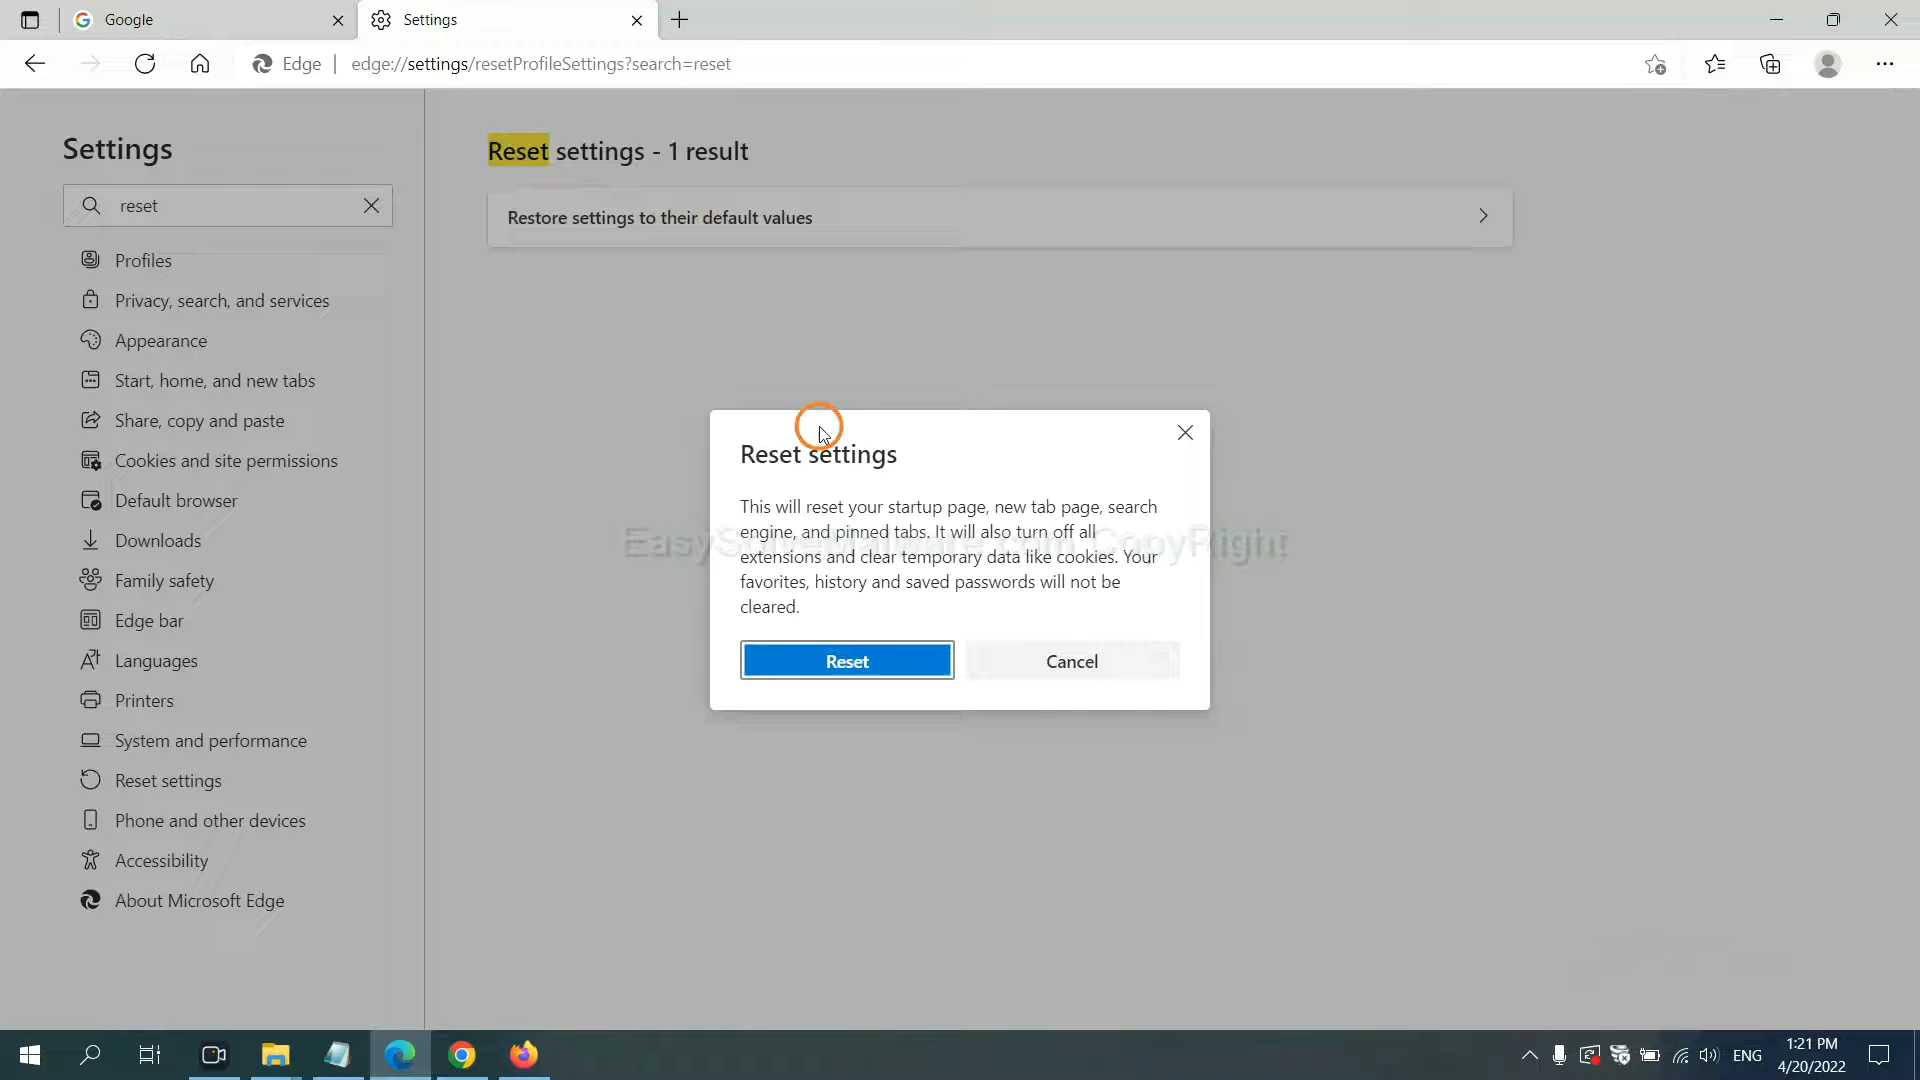 Google
Settings
Edge
edge://settings/resetProfileSettings?search=reset
Settings
reset
Profiles
Privacy, search, and services
Appearance
Start, home, and new tabs
Share, copy and paste
Cookies and site permissions
Default browser
Downloads
Family safety
Edge bar
Languages
Printers
System and performance
Reset settings
Phone and other devices
Accessibility
About Microsoft Edge
Reset settings - 1 result
Restore settings to their default values
Reset settings
This will reset your startup page, new tab page, search
engine, and pinned tabs. It will also turn off all
extensions and clear temporary data like cookies. Your
favorites, history and saved passwords will not be
cleared.
Reset
Cancel
EasySolveMalware.com CopyRight
ENG
1:21 PM
4/20/2022